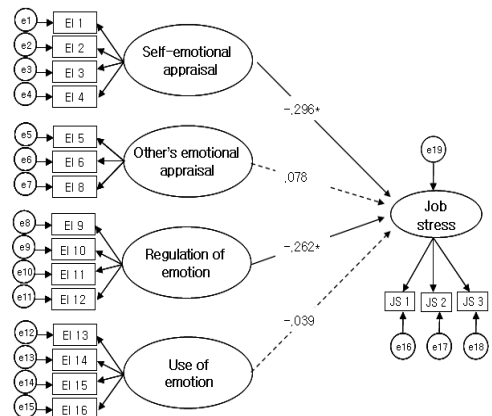 e1
EI 1
e2
EI 2
e3
EI 3
e4
EI 4
Self-emotional
appraisal
-.296*
e5
EI 5
e6
EI 6
e7
EI 8
Other's emotional
appraisal
.078
e19
Job
stress
e8
EI 9
e9
EI 10
e10
EI 11
e11
EI 12
Regulation of
emotion
-.262*
JS 1
JS 2
JS 3
e16
e17
e18
-.039
e12
EI 13
e13
EI 14
e14
EI 15
e15
EI 16
Use of
emotion